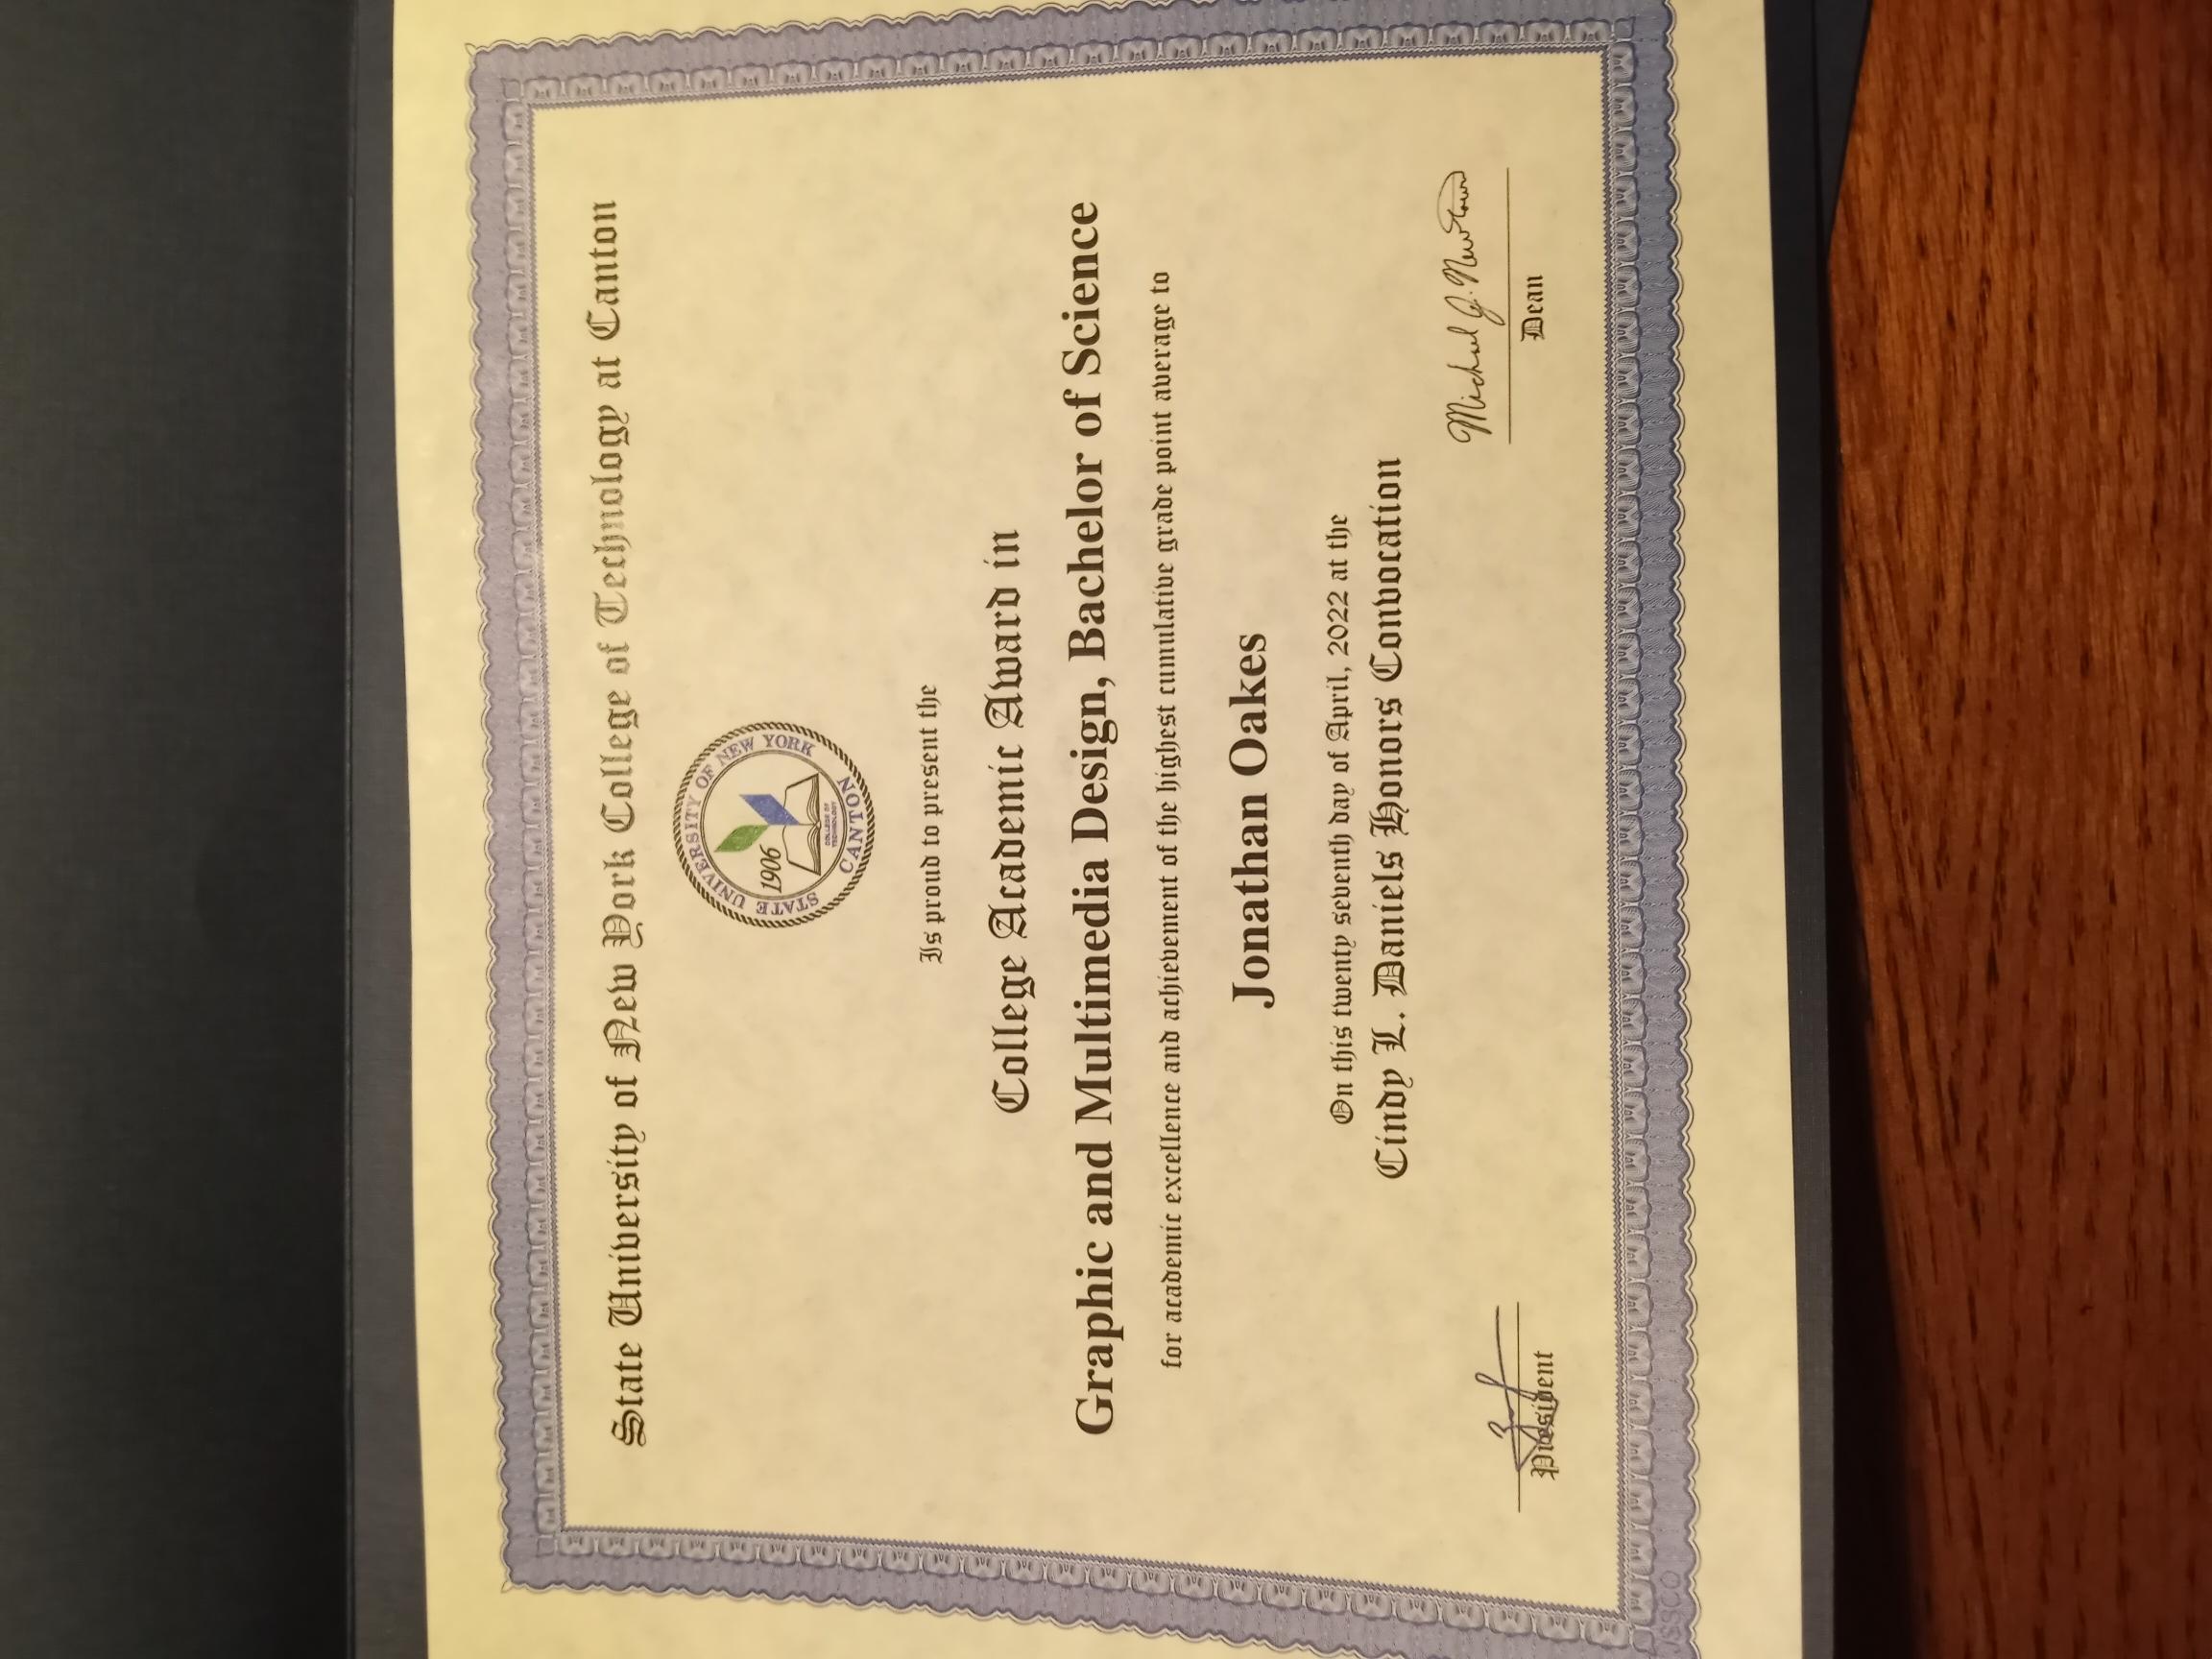 State University of New York College of Technology at Canton
STATE UNIVERSITY OF NEW YORK
1906
COLLEGE OF
TECHNOLOGY
CANTON
Is proud to present the
College Academic Award in
Graphic and Multimedia Design, Bachelor of Science
for academic excellence and achievement of the highest cumulative grade point average to
Jonathan Oakes
On this twenty seventh day of April, 2022 at the
Cindy L. Daniels Honors Convocation
Michael J. Newtown
President
Dean
JSSCO